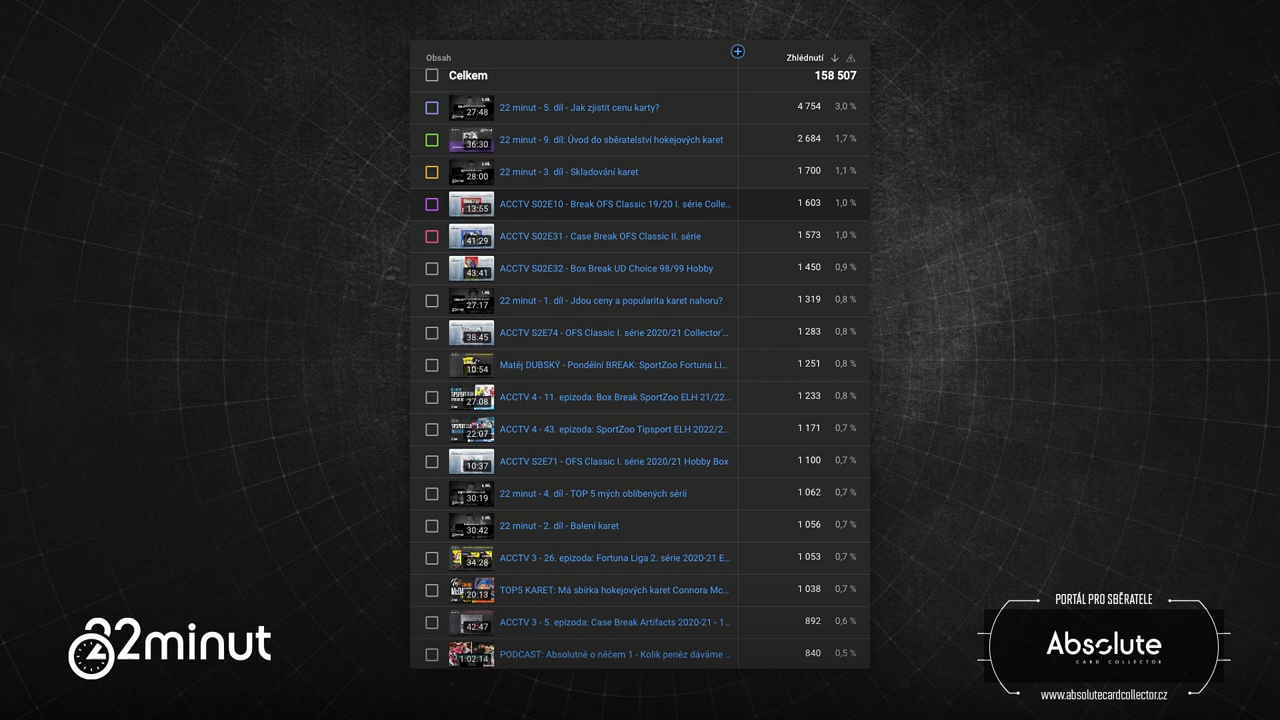 Obsah Zhlédnutí
Celkem 158 507
27:48 22 minut - 5. díl - Jak zjistit cenu karty? 4 754 3,0 %
36:30 22 minut - 9. díl: Úvod do sběratelství hokejových karet 2 684 1,7 %
28:00 22 minut - 3. díl - Skladování karet 1 700 1,1 %
13:55 ACCTV S02E10 - Break OFS Classic 19/20 I. série Colle... 1 603 1,0 %
41:29 ACCTV S02E31 - Case Break OFS Classic II. série 1 573 1,0 %
43:41 ACCTV S02E32 - Box Break UD Choice 98/99 Hobby 1 450 0,9 %
27:17 22 minut - 1. díl - Jdou ceny a popularita karet nahoru? 1 319 0,8 %
38:45 ACCTV S2E74 - OFS Classic I. série 2020/21 Collector'... 1 283 0,8 %
10:54 Matěj DUBSKÝ - Pondělní BREAK: SportZoo Fortuna Li... 1 251 0,8 %
27:08 ACCTV 4 - 11. epizoda: Box Break SportZoo ELH 21/22... 1 233 0,8 %
22:07 ACCTV 4 - 43. epizoda: SportZoo Tipsport ELH 2022/2... 1 171 0,7 %
10:37 ACCTV S2E71 - OFS Classic I. série 2020/21 Hobby Box 1 100 0,7 %
30:19 22 minut - 4. díl - TOP 5 mých oblíbených sérií 1 062 0,7 %
30:42 22 minut - 2. díl - Balení karet 1 056 0,7 %
34:28 ACCTV 3 - 26. epizoda: Fortuna Liga 2. série 2020-21 E... 1 053 0,7 %
20:13 TOP5 KARET: Má sbírka hokejových karet Connora Mc... 1 038 0,7 %
42:47 ACCTV 3 - 5. epizoda: Case Break Artifacts 2020-21 - 1... 892 0,6 %
1:02:14 PODCAST: Absolutně o něčem 1 - Kolik peněz dáváme ... 840 0,5 %
22minut
PORTÁL PRO SBĚRATELE
Absolute
CARD COLLECTOR
www.absolutecardcollector.cz